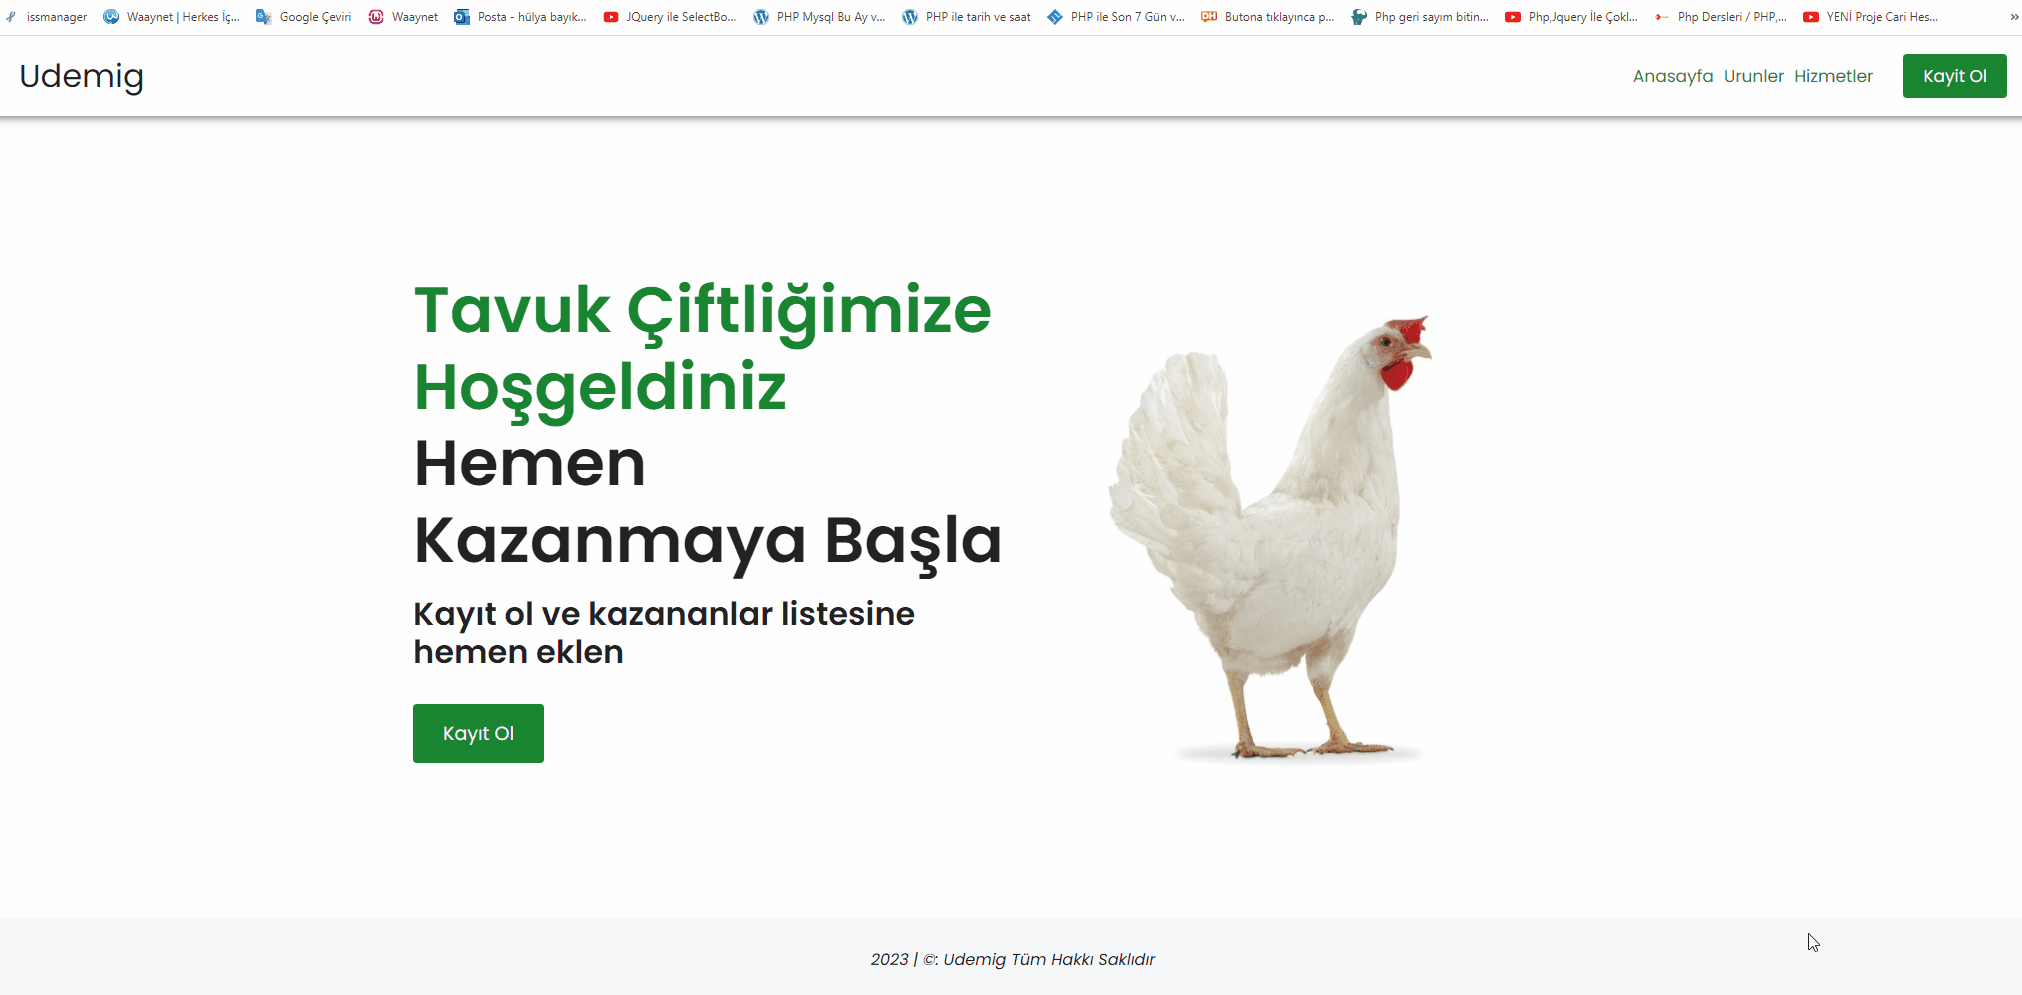 issmanager Waaynet | Herkes İç... Google Çeviri Waaynet Posta - hülya bayık... JQuery ile SelectBo... PHP Mysql Bu Ay v... PHP ile tarih ve saat PHP ile Son 7 Gün v... Butona tıklayınca p... Php geri sayım bitin... Php,Jquery İle Çokl... Php Dersleri / PHP,... YENİ Proje Cari Hes... »
Udemig Anasayfa Urunler Hizmetler Kayit Ol
Tavuk Çiftliğimize
Hoşgeldiniz
Hemen
Kazanmaya Başla
Kayıt ol ve kazananlar listesine
hemen eklen
Kayıt Ol
2023 | ©: Udemig Tüm Hakkı Saklıdır